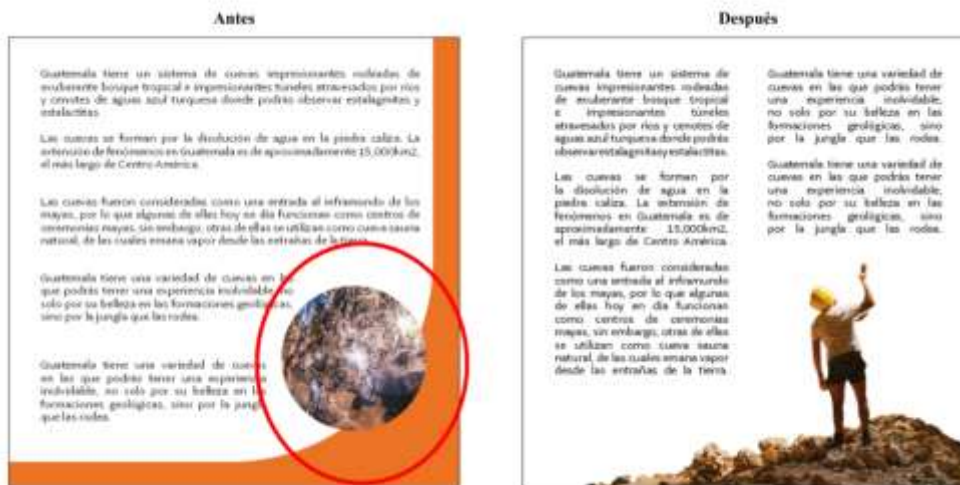 Antes
Guatemala tiene un sistema de cuevas impresionantes rodeadas de
exuberante bosque tropical e impresionantes túneles atravesados por ríos
y cenotes de aguas azul turquesa donde podrás observar estalagmitas y
estalactitas.
Las cuevas se forman por la disolución de agua en la piedra caliza. La
extensión de fenómenos en Guatemala es de aproximadamente 15,000km2,
el más largo de Centro América.
Las cuevas fueron consideradas como una entrada al inframundo de los
mayas, por lo que algunas de ellas hoy en día funcionan como centros de
ceremonias mayas, sin embargo, otras de ellas se utilizan como cueva sauna
natural, de las cuales emana vapor desde las entrañas de la tierra.
Guatemala tiene una variedad de cuevas en las
que podrás tener una experiencia inolvidable, no
solo por su belleza en las formaciones geológicas,
sino por la jungla que las rodea.
Guatemala tiene una variedad de cuevas
en las que podrás tener una experiencia
inolvidable, no solo por su belleza en las
formaciones geológicas, sino por la jungla
que las rodea.
Después
Guatemala tiene un sistema de
cuevas impresionantes rodeadas
de exuberante bosque tropical
e impresionantes túneles
atravesados por ríos y cenotes de
aguas azul turquesa donde podrás
observar estalagmitas y estalactitas.
Las cuevas se forman por
la disolución de agua en la
piedra caliza. La extensión de
fenómenos en Guatemala es de
aproximadamente 15,000km2,
el más largo de Centro América.
Las cuevas fueron consideradas
como una entrada al inframundo
de los mayas, por lo que algunas
de ellas hoy en día funcionan
como centros de ceremonias
mayas, sin embargo, otras de ellas
se utilizan como cueva sauna
natural, de las cuales emana vapor
desde las entrañas de la tierra.
Guatemala tiene una variedad de
cuevas en las que podrás tener
una experiencia inolvidable,
no solo por su belleza en las
formaciones geológicas, sino
por la jungla que las rodea.
Guatemala tiene una variedad de
cuevas en las que podrás tener
una experiencia inolvidable,
no solo por su belleza en las
formaciones geológicas, sino
por la jungla que las rodea.